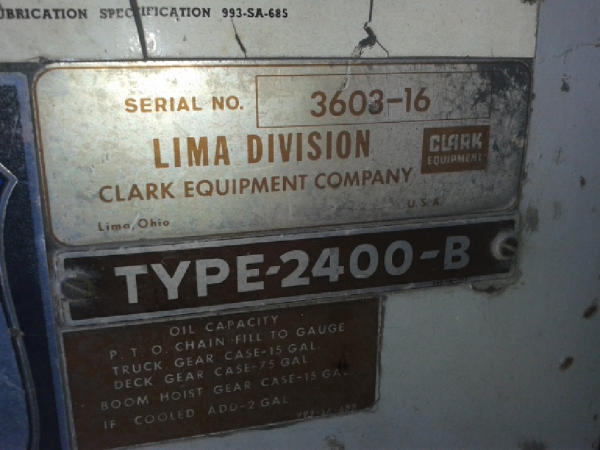 LUBRICATION SPECIFICATION 993-SA-685
SERIAL NO. 3603-16
LIMA DIVISION
CLARK EQUIPMENT
CLARK EQUIPMENT COMPANY
Lima, Ohio U.S.A.
TYPE-2400-B
OIL CAPACITY
P. T. O. CHAIN-FILL TO GAUGE
TRUCK GEAR CASE-15 GAL.
DECK GEAR CASE-75 GAL.
BOOM HOIST GEAR CASE-15 GAL.
IF COOLED ADD-2 GAL.